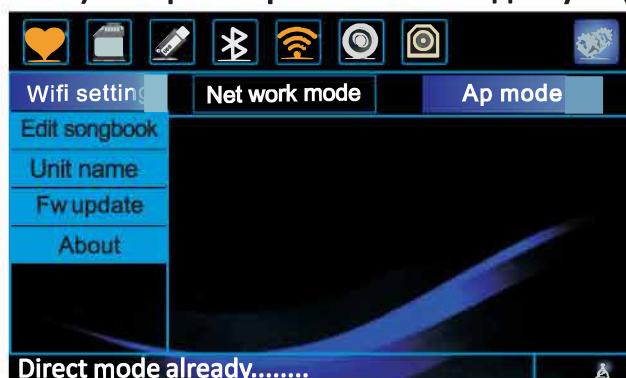 Wifi setting
Net work mode
Ap mode
Edit songbook
Unit name
Fw update
About
Direct mode already........